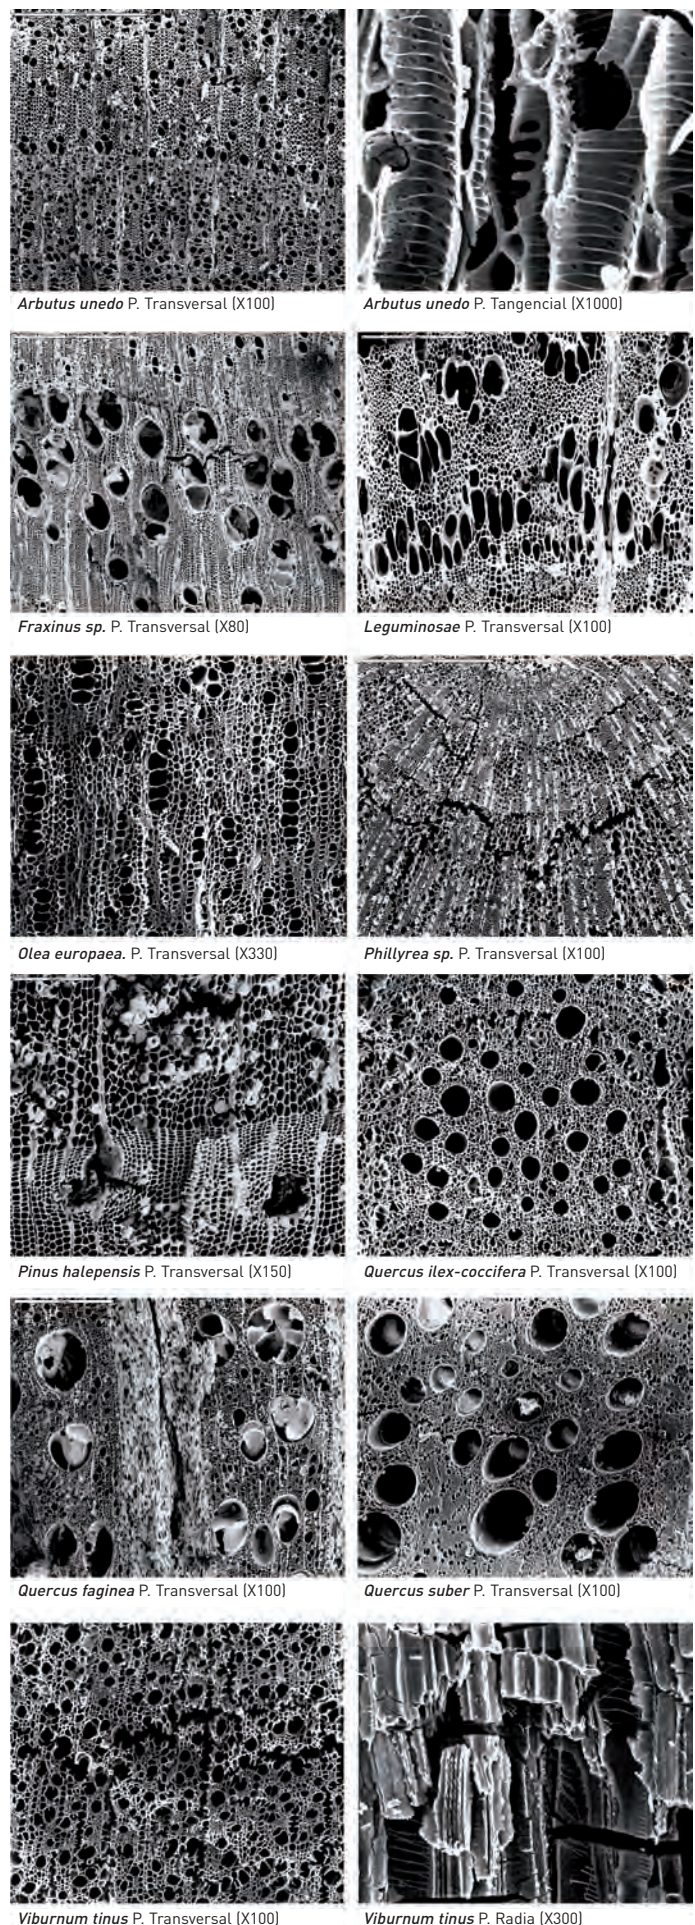 Arbutus unedo P. Transversal (X100)
Arbutus unedo P. Tangencial (X1000)
Fraxinus sp. P. Transversal (X80)
Leguminosae P. Transversal (X100)
Olea europaea. P. Transversal (X330)
Phillyrea sp. P. Transversal (X100)
Pinus halepensis P. Transversal (X150)
Quercus ilex-coccifera P. Transversal (X100)
Quercus faginea P. Transversal (X100)
Quercus suber P. Transversal (X100)
Viburnum tinus P. Transversal (X100)
Viburnum tinus P. Radia (X300)